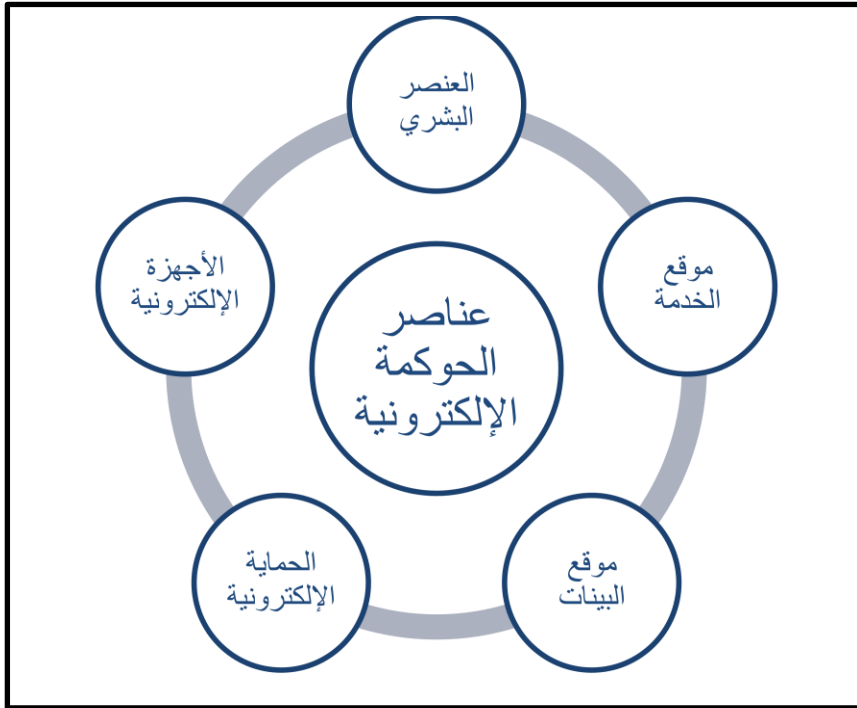 العنصر
البشري
موقع
الخدمة
موقع
البينات
الحماية
الإلكترونية
الأجهزة
الإلكترونية
عناصر
الحوكمة
الإلكترونية